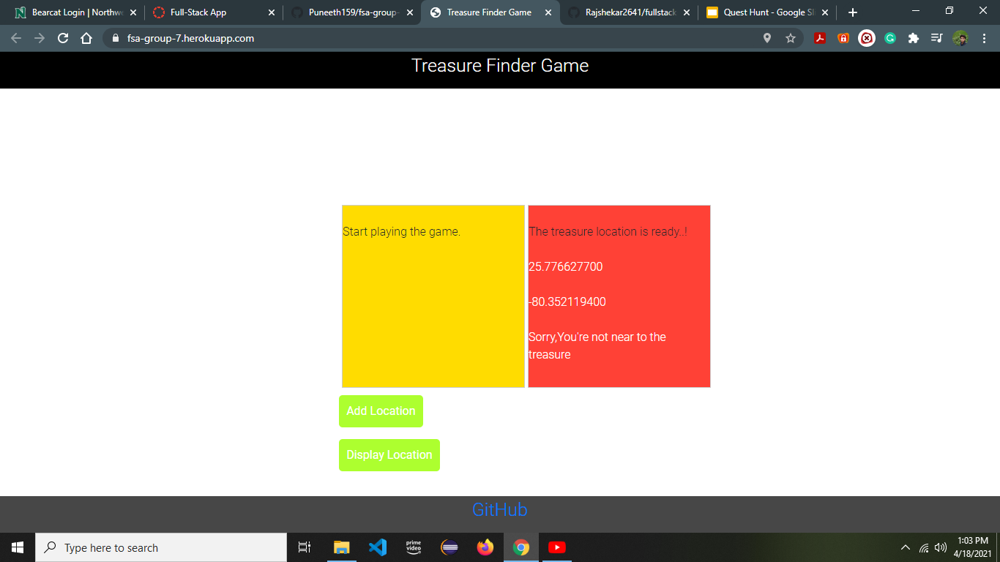 Bearcat Login | Northwe
Full-Stack App
Puneeth159/fsa-group-
Treasure Finder Game
Rajshekar2641/fullstack
Quest Hunt - Google Sl
fsa-group-7.herokuapp.com
Treasure Finder Game
Start playing the game.
The treasure location is ready..!
25.776627700
-80.352119400
Sorry,You're not near to the
treasure
Add Location
Display Location
GitHub
Type here to search
prime
video
1:03 PM
4/18/2021